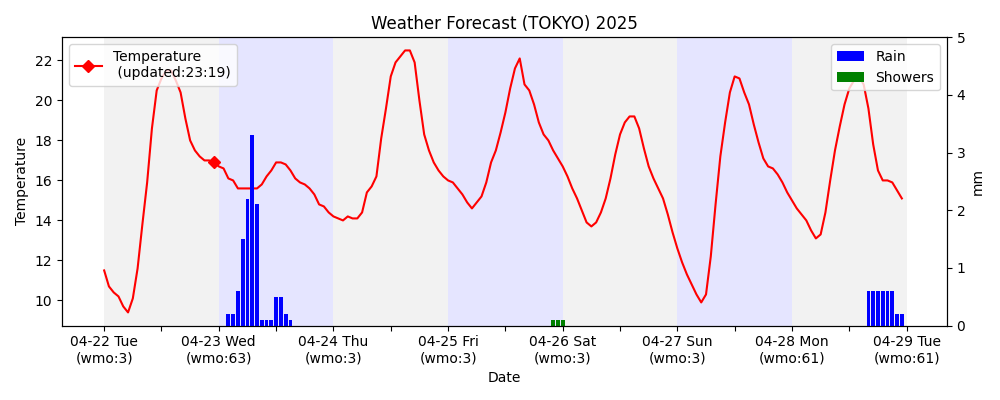 Weather Forecast (TOKYO) 2025
Temperature
(updated:23:19)
Rain
Showers
22
20
18
16
14
12
10
Temperature
5
4
3
2
1
0
mm
04-22 Tue
(wmo:3)
04-23 Wed
(wmo:63)
04-24 Thu
(wmo:3)
04-25 Fri
(wmo:3)
04-26 Sat
(wmo:3)
04-27 Sun
(wmo:3)
04-28 Mon
(wmo:61)
04-29 Tue
(wmo:61)
Date